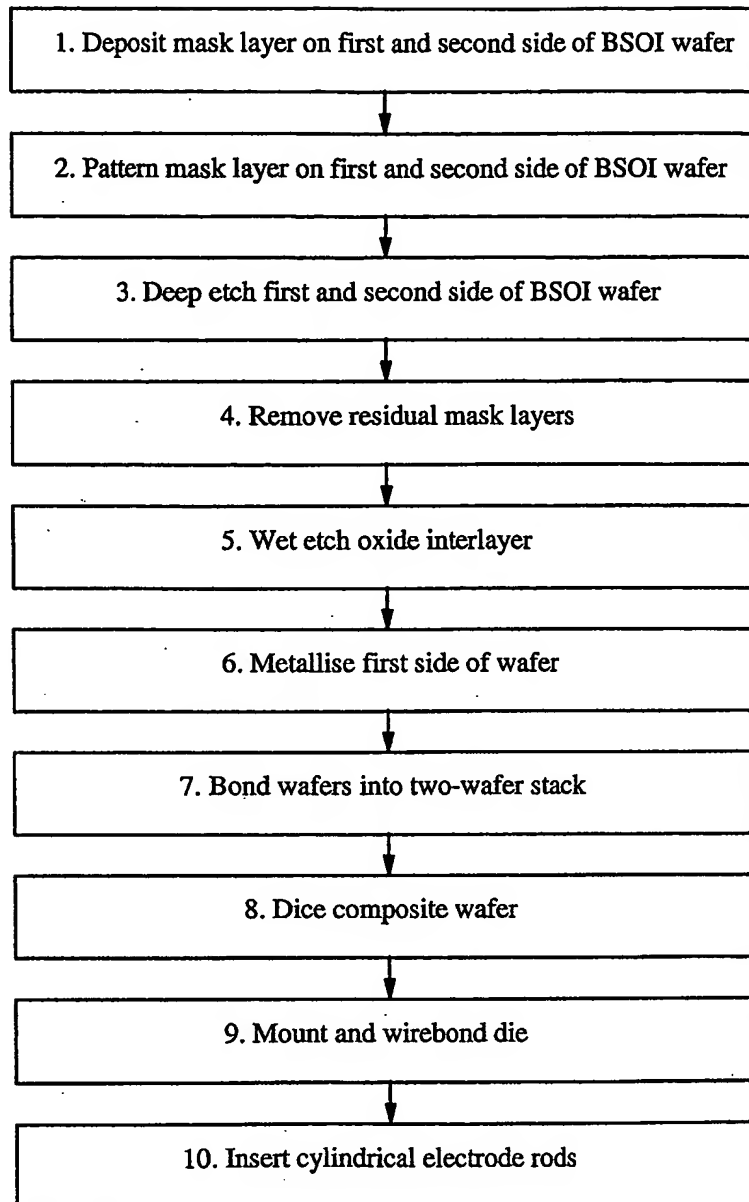 1. Deposit mask layer on first and second side of BSOI wafer
2. Pattern mask layer on first and second side of BSOI wafer
3. Deep etch first and second side of BSOI wafer
4. Remove residual mask layers
5. Wet etch oxide interlayer
6. Metallise first side of wafer
7. Bond wafers into two-wafer stack
8. Dice composite wafer
9. Mount and wirebond die
10. Insert cylindrical electrode rods